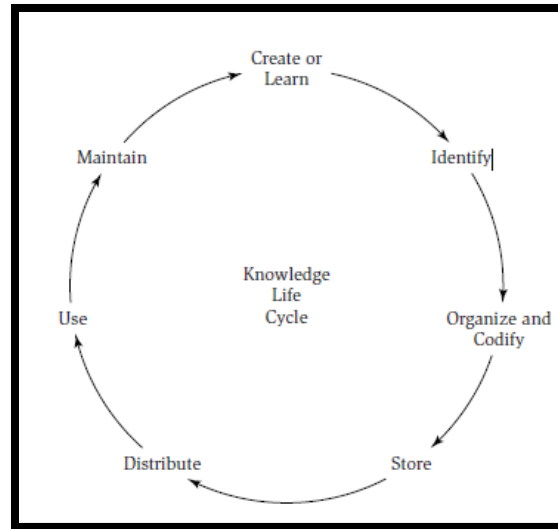 Create or
Learn
Maintain
Identify
Knowledge
Life
Cycle
Use
Organize and
Codify
Distribute
Store